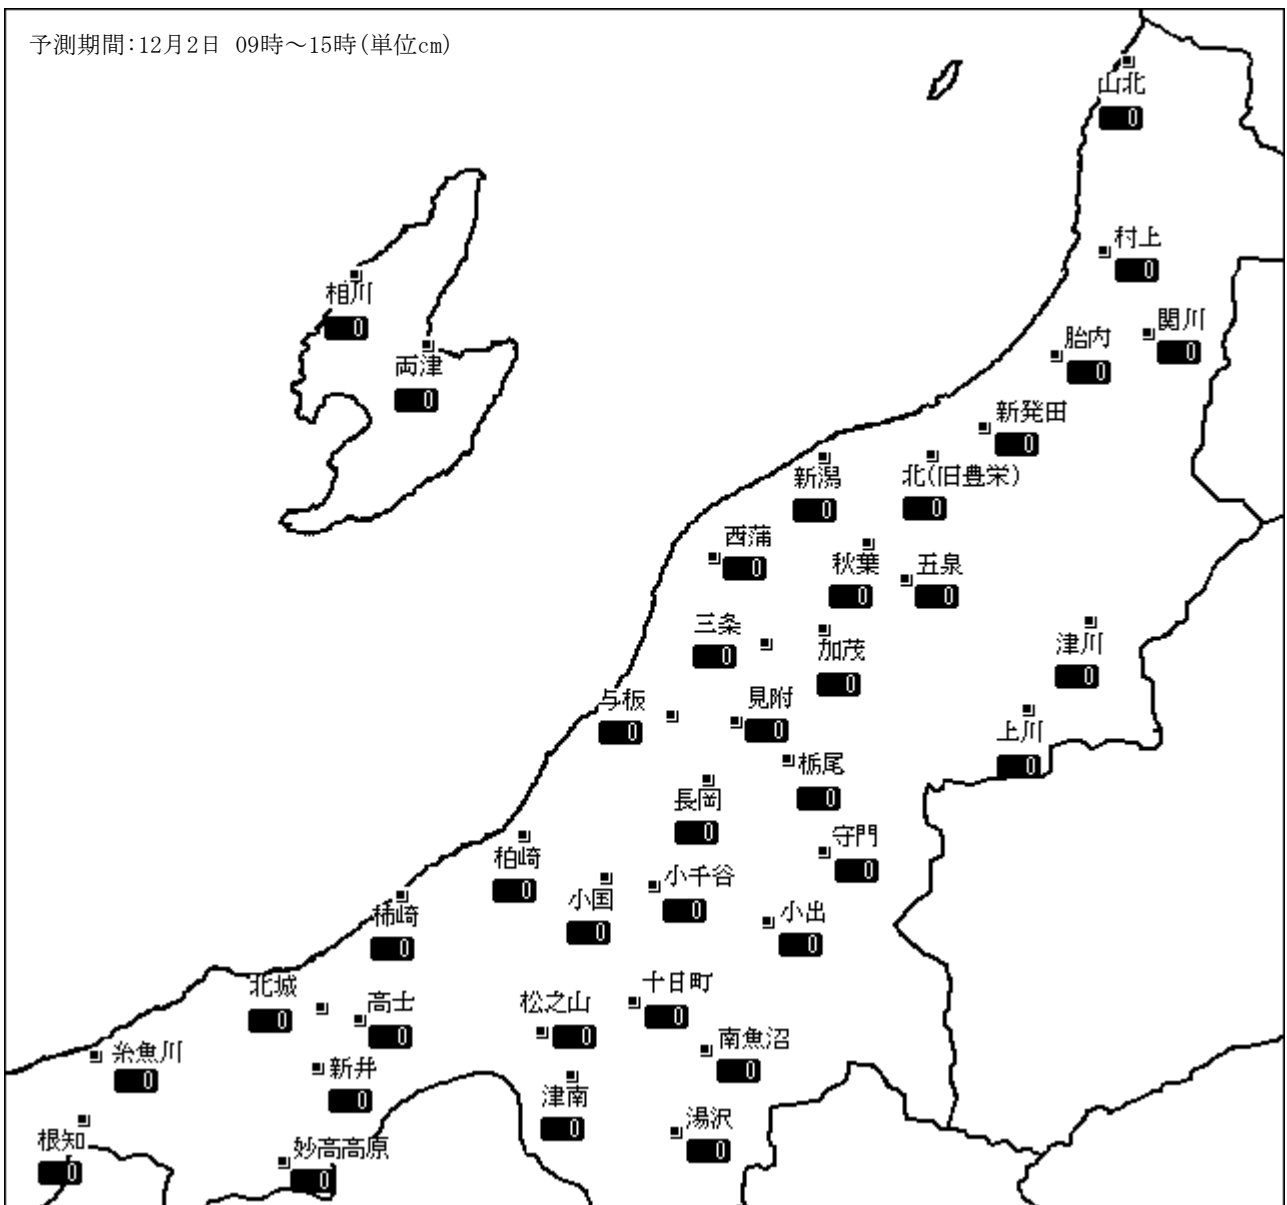 予測期間:12月2日 09時～15時(単位cm)
山北
0
村上
0
相川
0
関川
0
胎内
0
両津
0
新発田
0
新潟
0
北(旧豊栄)
0
西蒲
0
秋葉
0
五泉
0
三条
0
加茂
0
津川
0
与板
0
見附
0
上川
0
栃尾
0
長岡
0
守門
0
柏崎
0
小国
0
小千谷
0
小出
0
柿崎
0
北城
0
高士
0
松之山
0
十日町
0
南魚沼
0
糸魚川
0
新井
0
津南
0
湯沢
0
根知
0
妙高高原
0